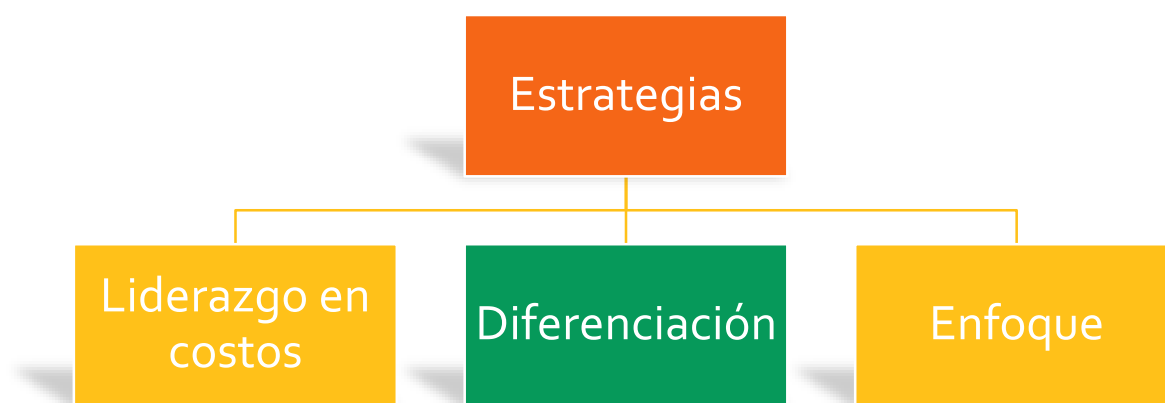 Estrategias
Liderazgo en
costos
Diferenciación
Enfoque